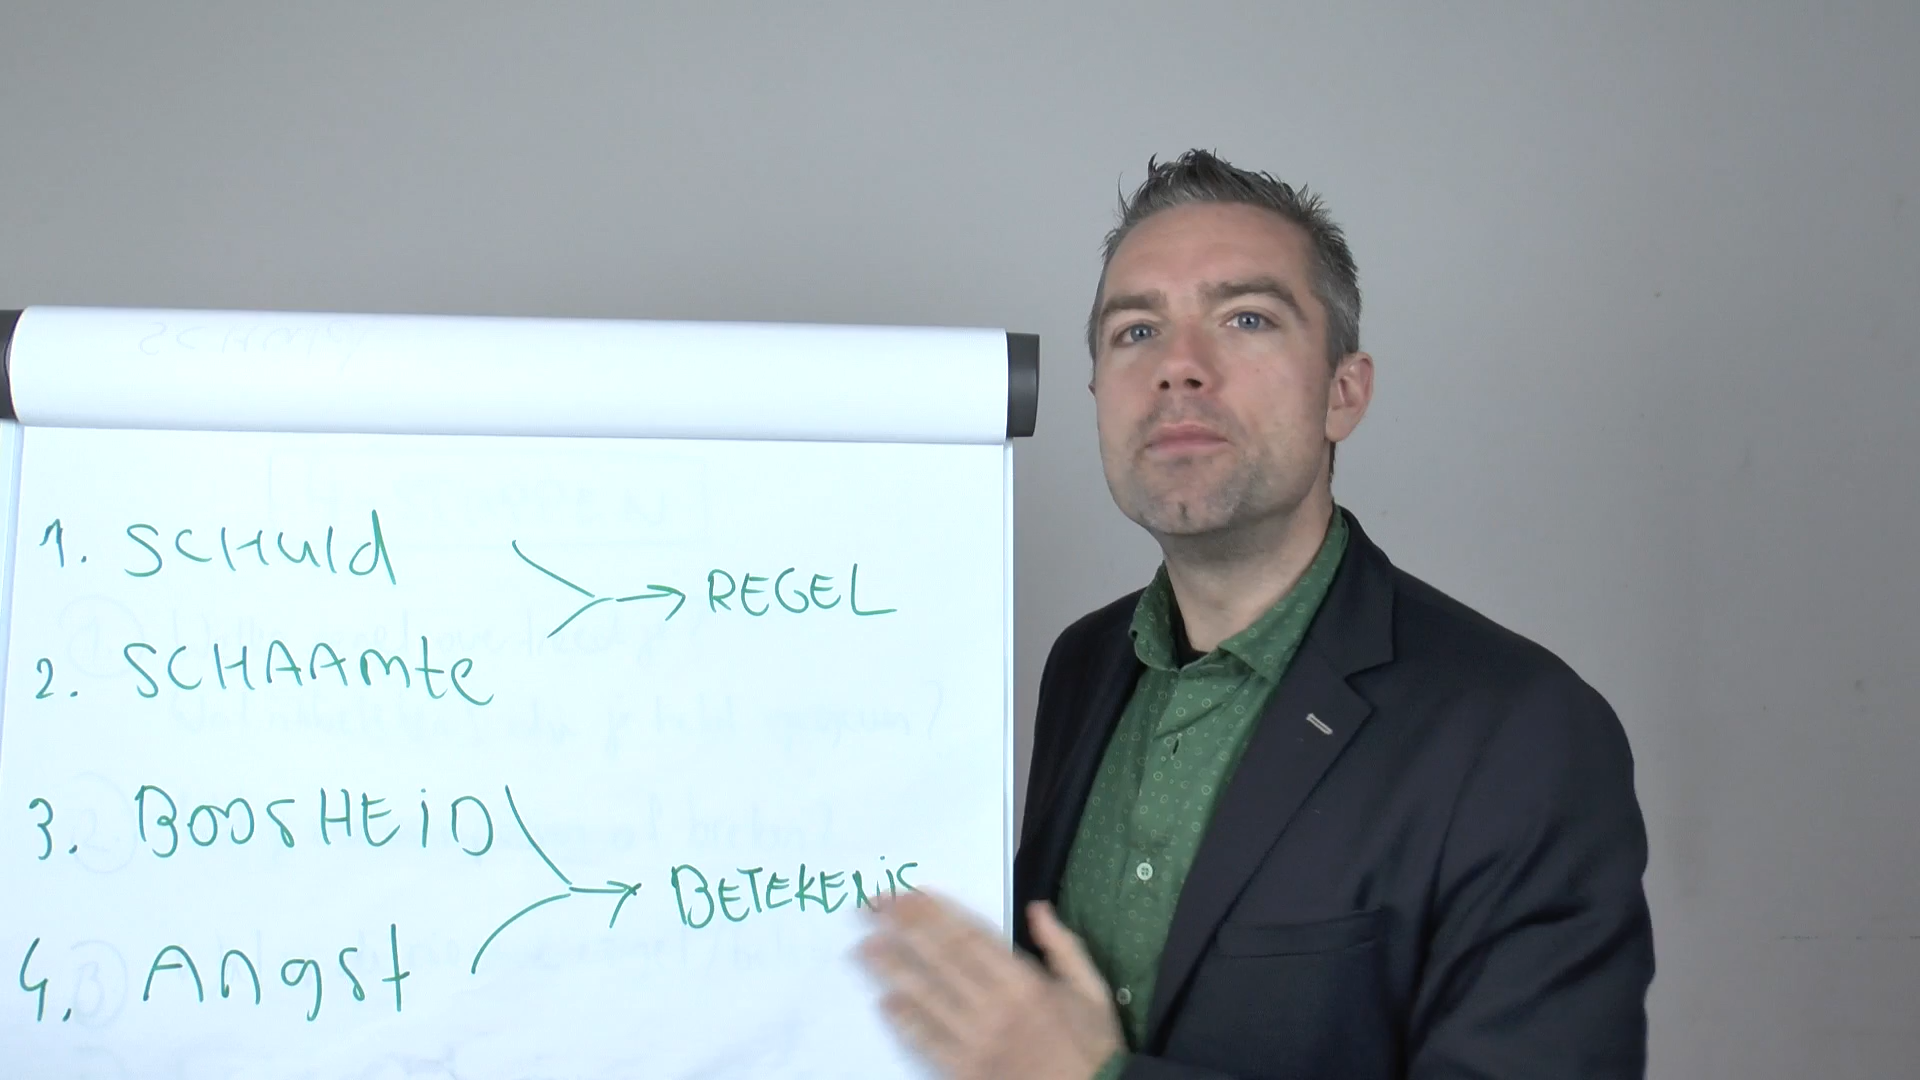 1. SCHUld
→ REGEL
2. SCHAAMte
3. BOOSHEID
→ BETEKENIS
4. Angst